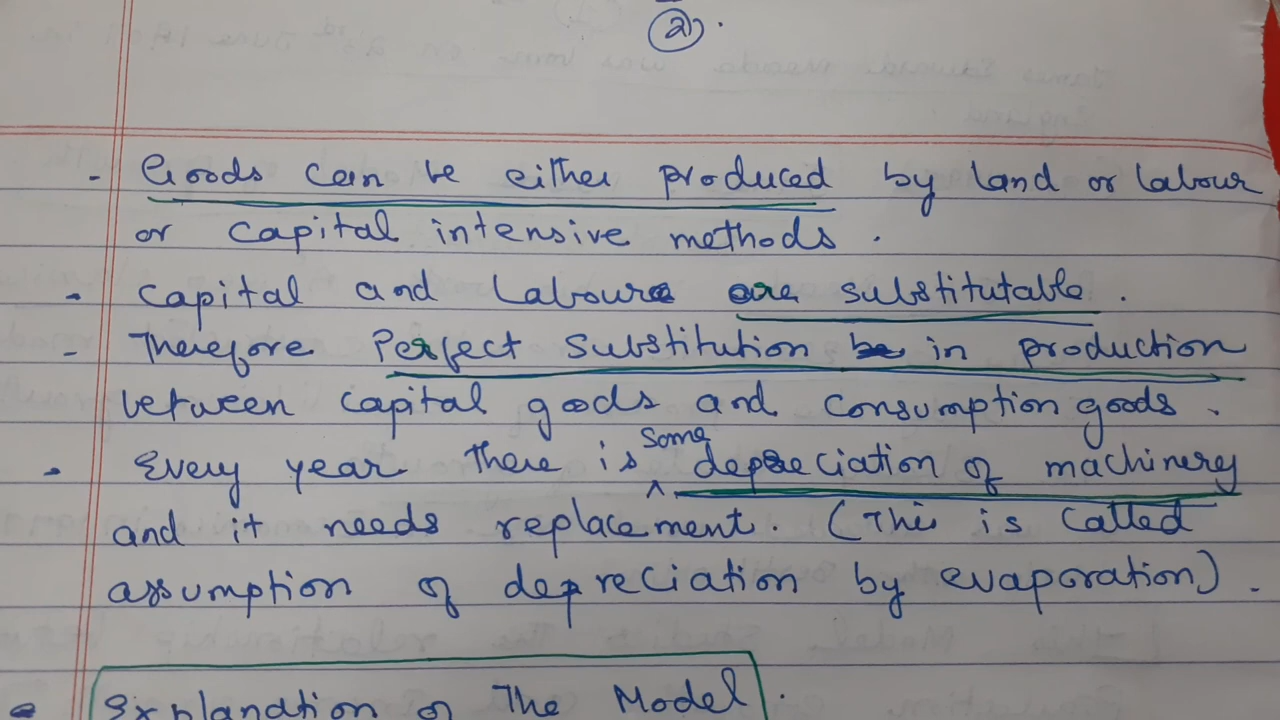 2.
- Goods can be either produced by land or labour
or capital intensive methods.
- capital and Labour are substitutable.
- Therefore Perfect substitution in production
between capital goods and consumption goods.
- Every year there is some depreciation of machinery
and it needs replacement. (This is called
assumption of depreciation by evaporation).
Explanation of The Model.